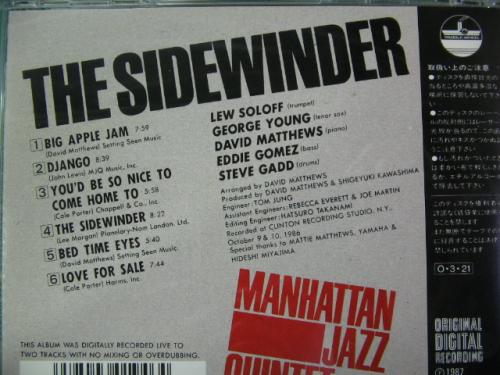 THE SIDEWINDER
1 BIG APPLE JAM 7:59
(David Matthews) Setting Seen Music
2 DJANGO 8:39
(John Lewis) MJQ Music, Inc.
3 YOU'D BE SO NICE TO
COME HOME TO 5:58
(Cole Porter) Chappell & Co., Inc.
4 THE SIDEWINDER 8:22
(Lee Morgan) Planetary-Nom London, Ltd.
5 BED TIME EYES 5:40
(David Matthews) Setting Seen Music
6 LOVE FOR SALE 7:44
(Cole Porter) Harms, Inc.
LEW SOLOFF (trumpet)
GEORGE YOUNG (tenor sax)
DAVID MATTHEWS (piano)
EDDIE GOMEZ (bass)
STEVE GADD (drums)
Arranged by DAVID MATTHEWS
Produced by DAVID MATTHEWS & SHIGEYUKI KAWASHIMA
Engineer: TOM JUNG
Assistant Engineers: REBECCA EVERETT & JOE MARTIN
Editing Engineer: HATSURO TAKANAMI
Recorded at CLINTON RECORDING STUDIO, N.Y.,
October 9 & 10, 1986
Special thanks to MATTIE MATTHEWS, YAMAHA &
HIDESHI MIYAJIMA
THIS ALBUM WAS DIGITALLY RECORDED LIVE TO
TWO TRACKS WITH NO MIXING OR OVERDUBBING.
MANHATTAN
JAZZ
QUINTET
PADDLE WHEEL
取扱い上のご注意
O·3·21
ORIGINAL
DIGITAL
RECORDING
Ⓟ1987